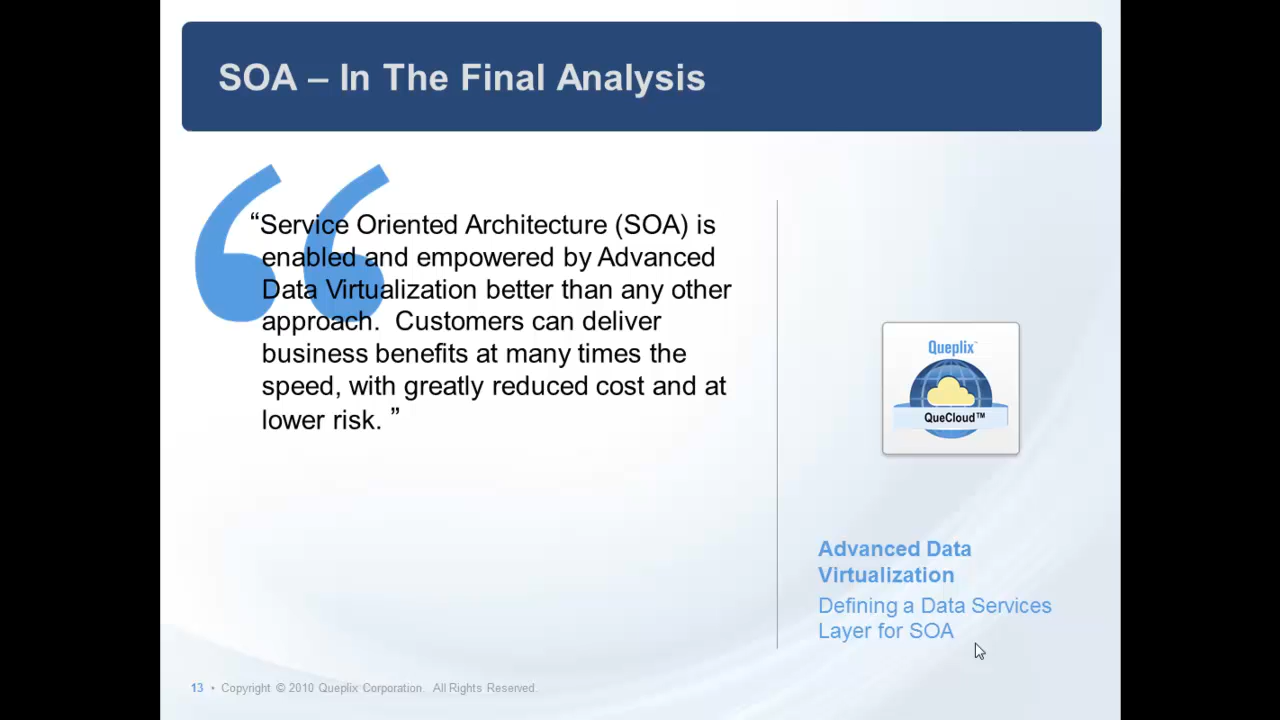 SOA – In The Final Analysis
“Service Oriented Architecture (SOA) is
enabled and empowered by Advanced
Data Virtualization better than any other
approach.  Customers can deliver
business benefits at many times the
speed, with greatly reduced cost and at
lower risk. ”
Queplix™
QueCloud™
Advanced Data
Virtualization
Defining a Data Services
Layer for SOA
13 • Copyright © 2010 Queplix Corporation.  All Rights Reserved.